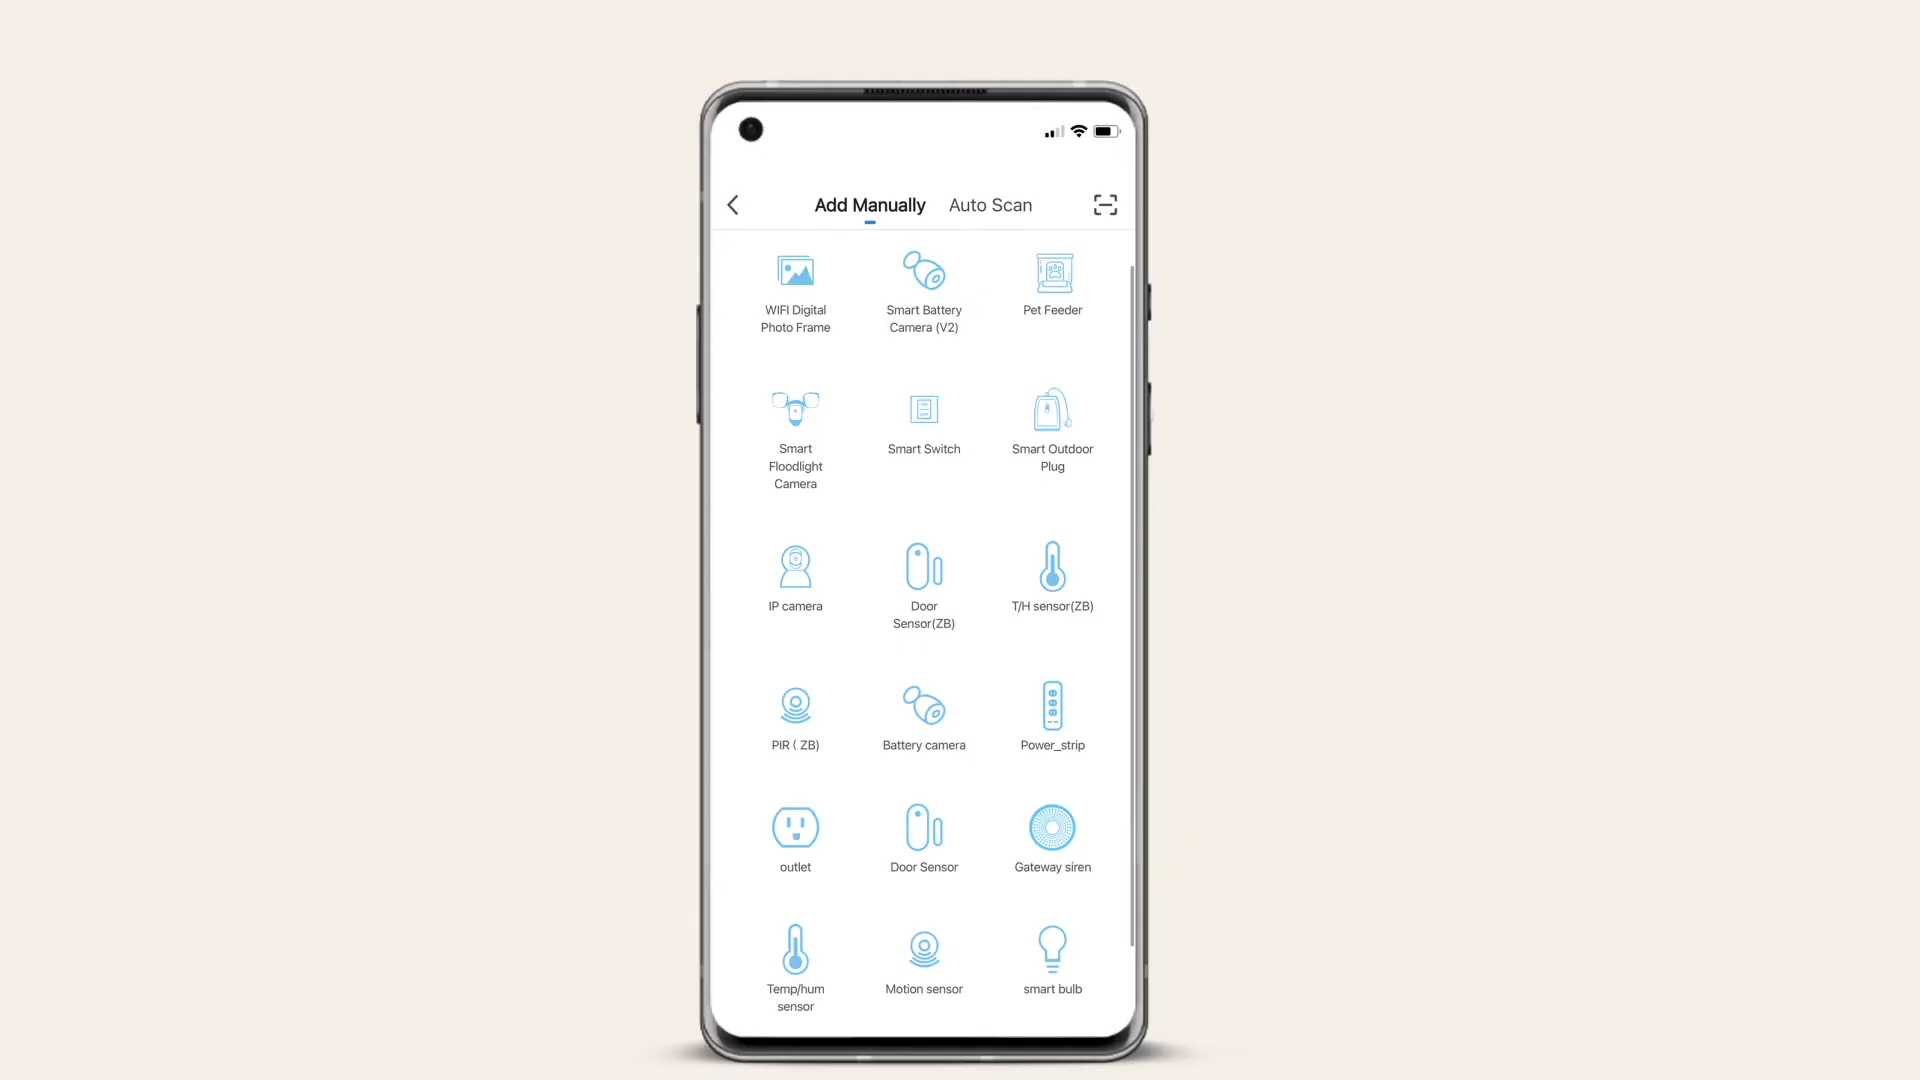 Add Manually Auto Scan
WIFI Digital
Photo Frame
Smart Battery
Camera (V2)
Pet Feeder
Smart
Floodlight
Camera
Smart Switch
Smart Outdoor
Plug
IP camera
Door
Sensor(ZB)
T/H sensor(ZB)
PIR ( ZB)
Battery camera
Power_strip
outlet
Door Sensor
Gateway siren
Temp/hum
sensor
Motion sensor
smart bulb